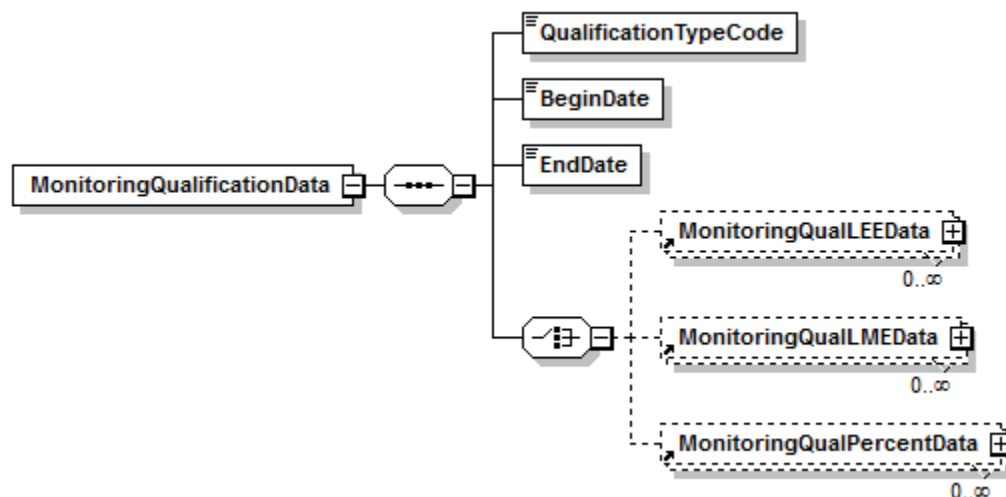 QualificationTypeCode
BeginDate
EndDate
MonitoringQualificationData
MonitoringQualLEEData
0..∞
MonitoringQualLMEData
0..∞
MonitoringQualPercentData
0..∞